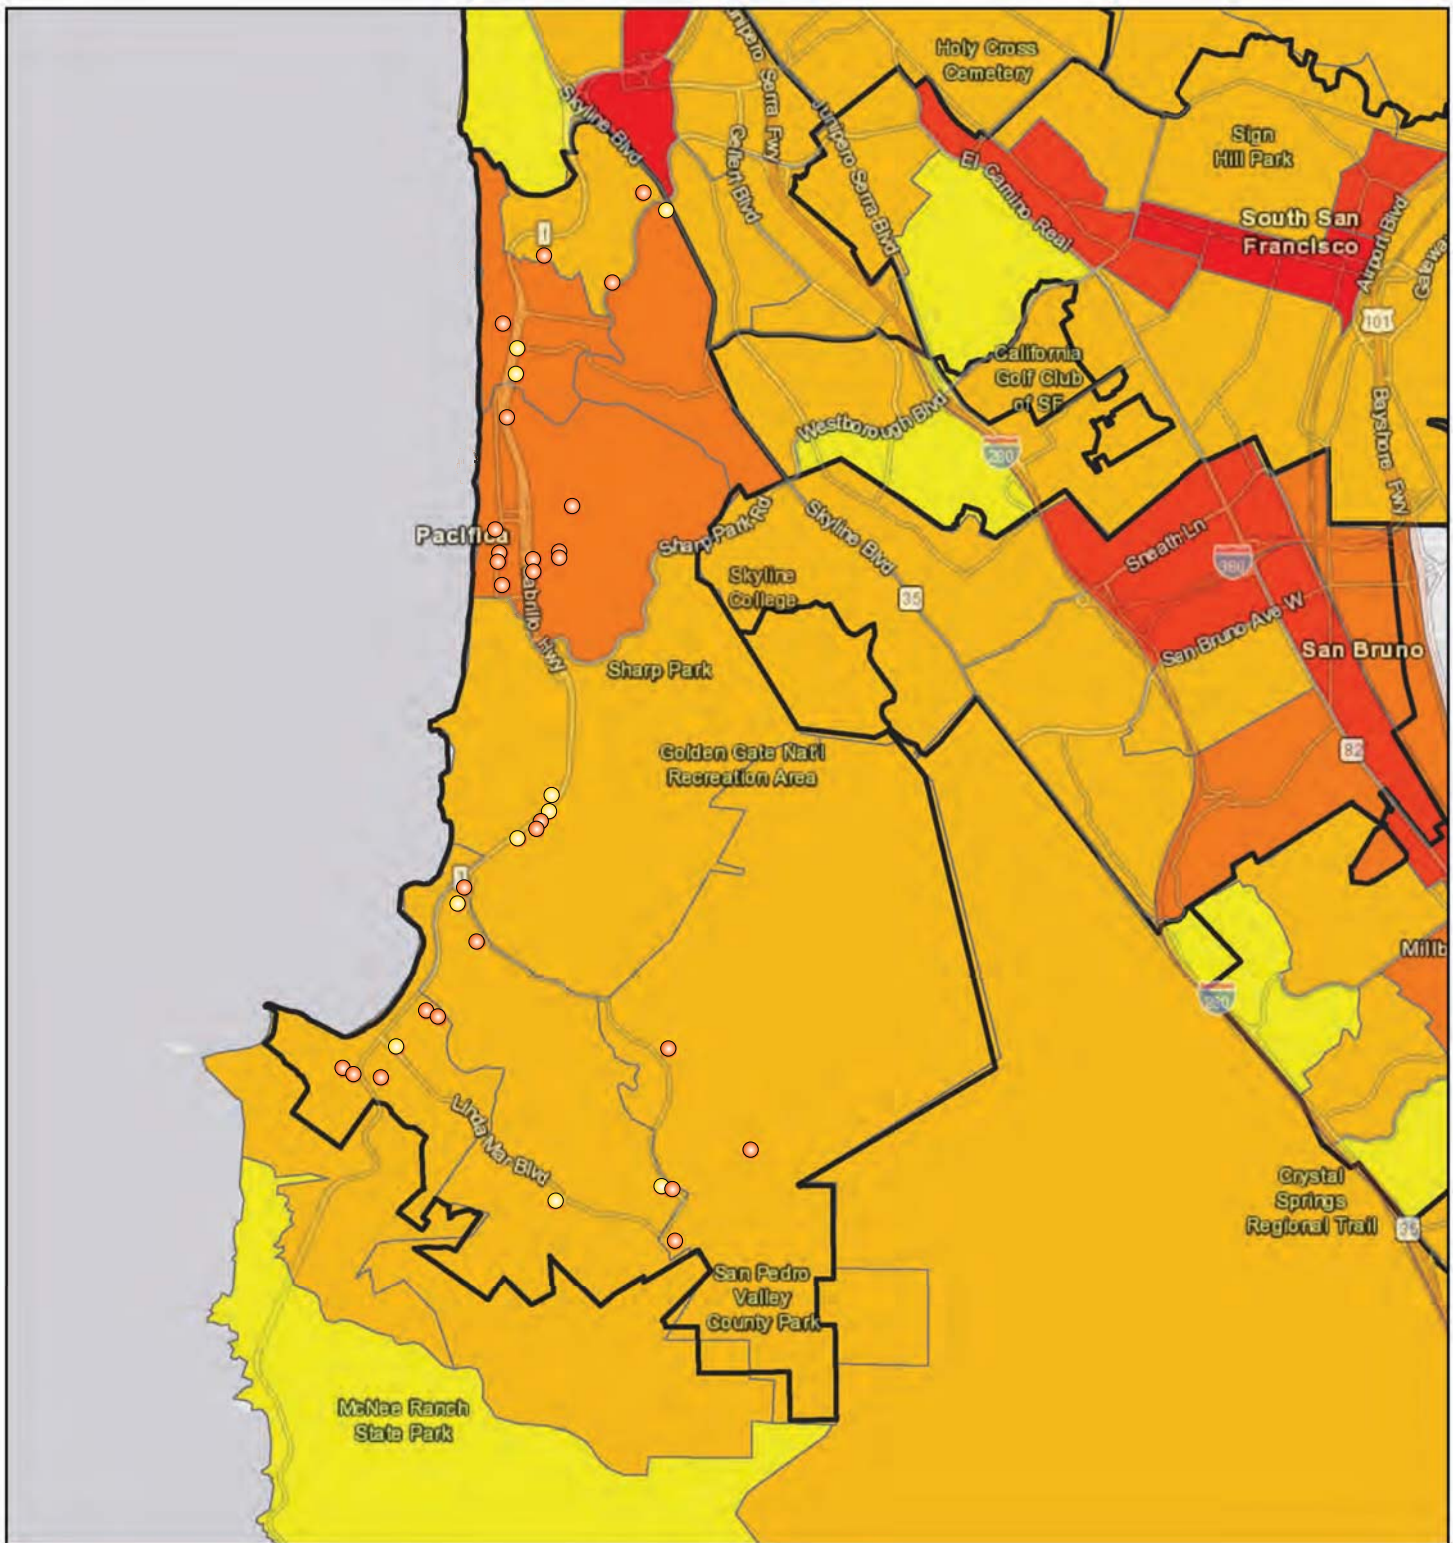 Holy Cross
Cemetery
Junipero Serra Fwy
Skyline Blvd
Junipero Serra Blvd
Gellert Blvd
El Camino Real
Sign
Hill Park
South San
Francisco
Airport Blvd
1
101
California
Golf Club
of SF
Bayshore Fwy
Westborough Blvd
280
Pacifica
Sharp Park Rd
Skyline Blvd
Sneath Ln
380
Skyline
College
35
San Bruno Ave W
San Bruno
Cabrillo Hwy
Sharp Park
Golden Gate Nat'l
Recreation Area
82
1
Millb
280
Linda Mar Blvd
Crystal
Springs
Regional Trail
35
San Pedro
Valley
County Park
McNee Ranch
State Park